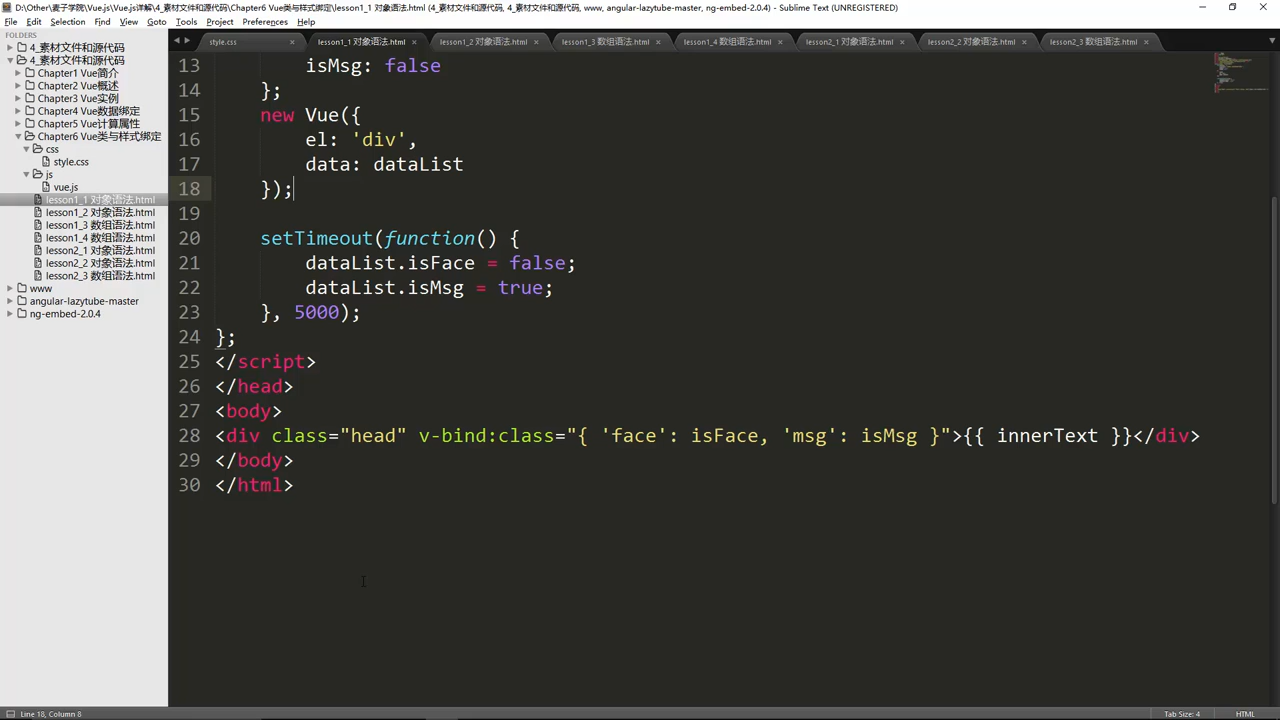 D:\Other\麦子学院\Vue.js\Vue.js详解\4_素材文件和源代码\Chapter6 Vue类与样式绑定\lesson1_1 对象语法.html (4_素材文件和源代码, 4_素材文件和源代码, www, angular-lazytube-master, ng-embed-2.0.4) - Sublime Text (UNREGISTERED)
File Edit Selection Find View Goto Tools Project Preferences Help
FOLDERS
4_素材文件和源代码
4_素材文件和源代码
Chapter1 Vue简介
Chapter2 Vue概述
Chapter3 Vue实例
Chapter4 Vue数据绑定
Chapter5 Vue计算属性
Chapter6 Vue类与样式绑定
css
style.css
js
vue.js
lesson1_1 对象语法.html
lesson1_2 对象语法.html
lesson1_3 数组语法.html
lesson1_4 数组语法.html
lesson2_1 对象语法.html
lesson2_2 对象语法.html
lesson2_3 数组语法.html
www
angular-lazytube-master
ng-embed-2.0.4
style.css × lesson1_1 对象语法.html × lesson1_2 对象语法.html × lesson1_3 数组语法.html × lesson1_4 数组语法.html × lesson2_1 对象语法.html × lesson2_2 对象语法.html × lesson2_3 数组语法.html ×
13 isMsg: false
14 };
15 new Vue({
16 el: 'div',
17 data: dataList
18 });
19
20 setTimeout(function() {
21 dataList.isFace = false;
22 dataList.isMsg = true;
23 }, 5000);
24 };
25 </script>
26 </head>
27 <body>
28 <div class="head" v-bind:class="{ 'face': isFace, 'msg': isMsg }">{{ innerText }}</div>
29 </body>
30 </html>
Line 18, Column 8
Tab Size: 4
HTML